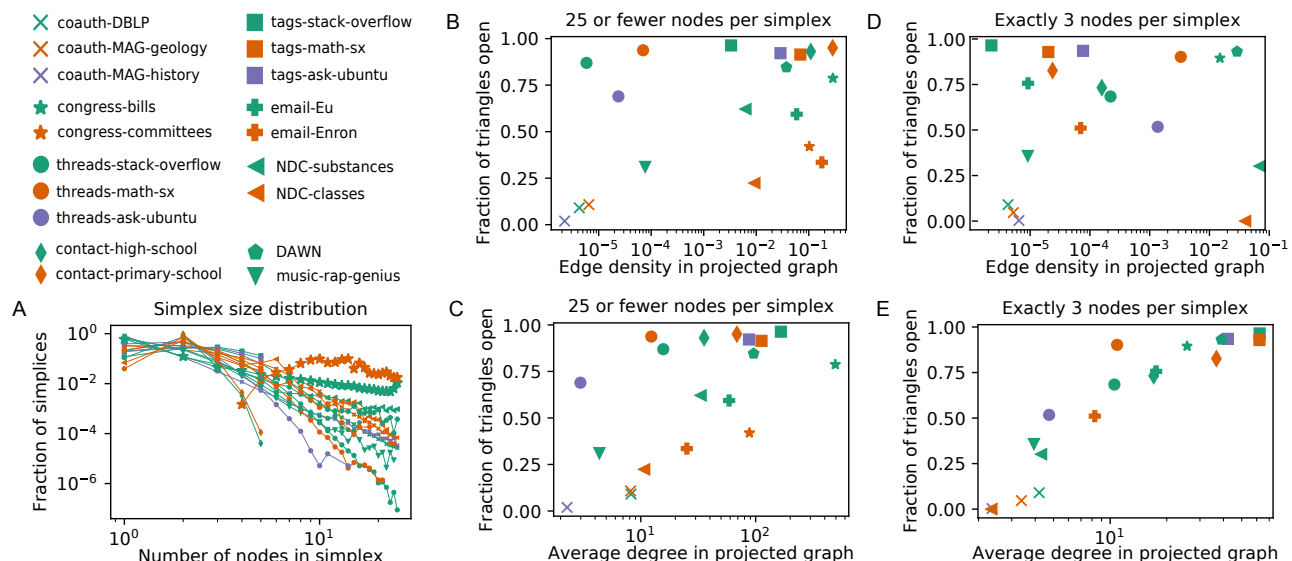 coauth-DBLP
coauth-MAG-geology
coauth-MAG-history
congress-bills
congress-committees
threads-stack-overflow
threads-math-sx
threads-ask-ubuntu
contact-high-school
contact-primary-school
tags-stack-overflow
tags-math-sx
tags-ask-ubuntu
email-Eu
email-Enron
NDC-substances
NDC-classes
DAWN
music-rap-genius
A
Simplex size distribution
Fraction of simplices
10^0
10^-2
10^-4
10^-6
10^0 10^1
Number of nodes in simplex
B
25 or fewer nodes per simplex
Fraction of triangles open
1.00
0.75
0.50
0.25
0.00
10^-5 10^-4 10^-3 10^-2 10^-1
Edge density in projected graph
C
25 or fewer nodes per simplex
Fraction of triangles open
1.00
0.75
0.50
0.25
0.00
10^1 10^2
Average degree in projected graph
D
Exactly 3 nodes per simplex
Fraction of triangles open
1.00
0.75
0.50
0.25
0.00
10^-5 10^-4 10^-3 10^-2 10^-1
Edge density in projected graph
E
Exactly 3 nodes per simplex
Fraction of triangles open
1.00
0.75
0.50
0.25
0.00
10^1
Average degree in projected graph